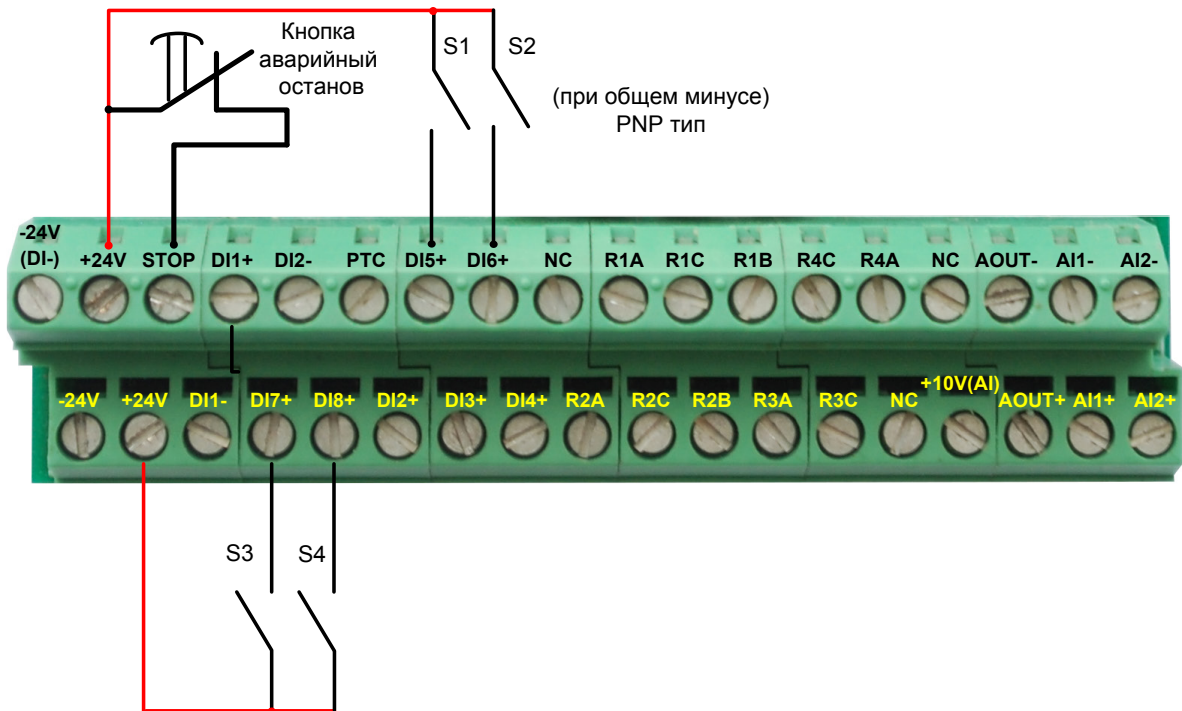 Кнопка
аварийный
останов
S1
S2
(при общем минусе)
PNP тип
-24V
(DI-) +24V STOP DI1+ DI2- PTC DI5+ DI6+ NC R1A R1C R1B R4C R4A NC AOUT- AI1- AI2-
-24V +24V DI1- DI7+ DI8+ DI2+ DI3+ DI4+ R2A R2C R2B R3A R3C NC +10V(AI) AOUT+ AI1+ AI2+
S3
S4